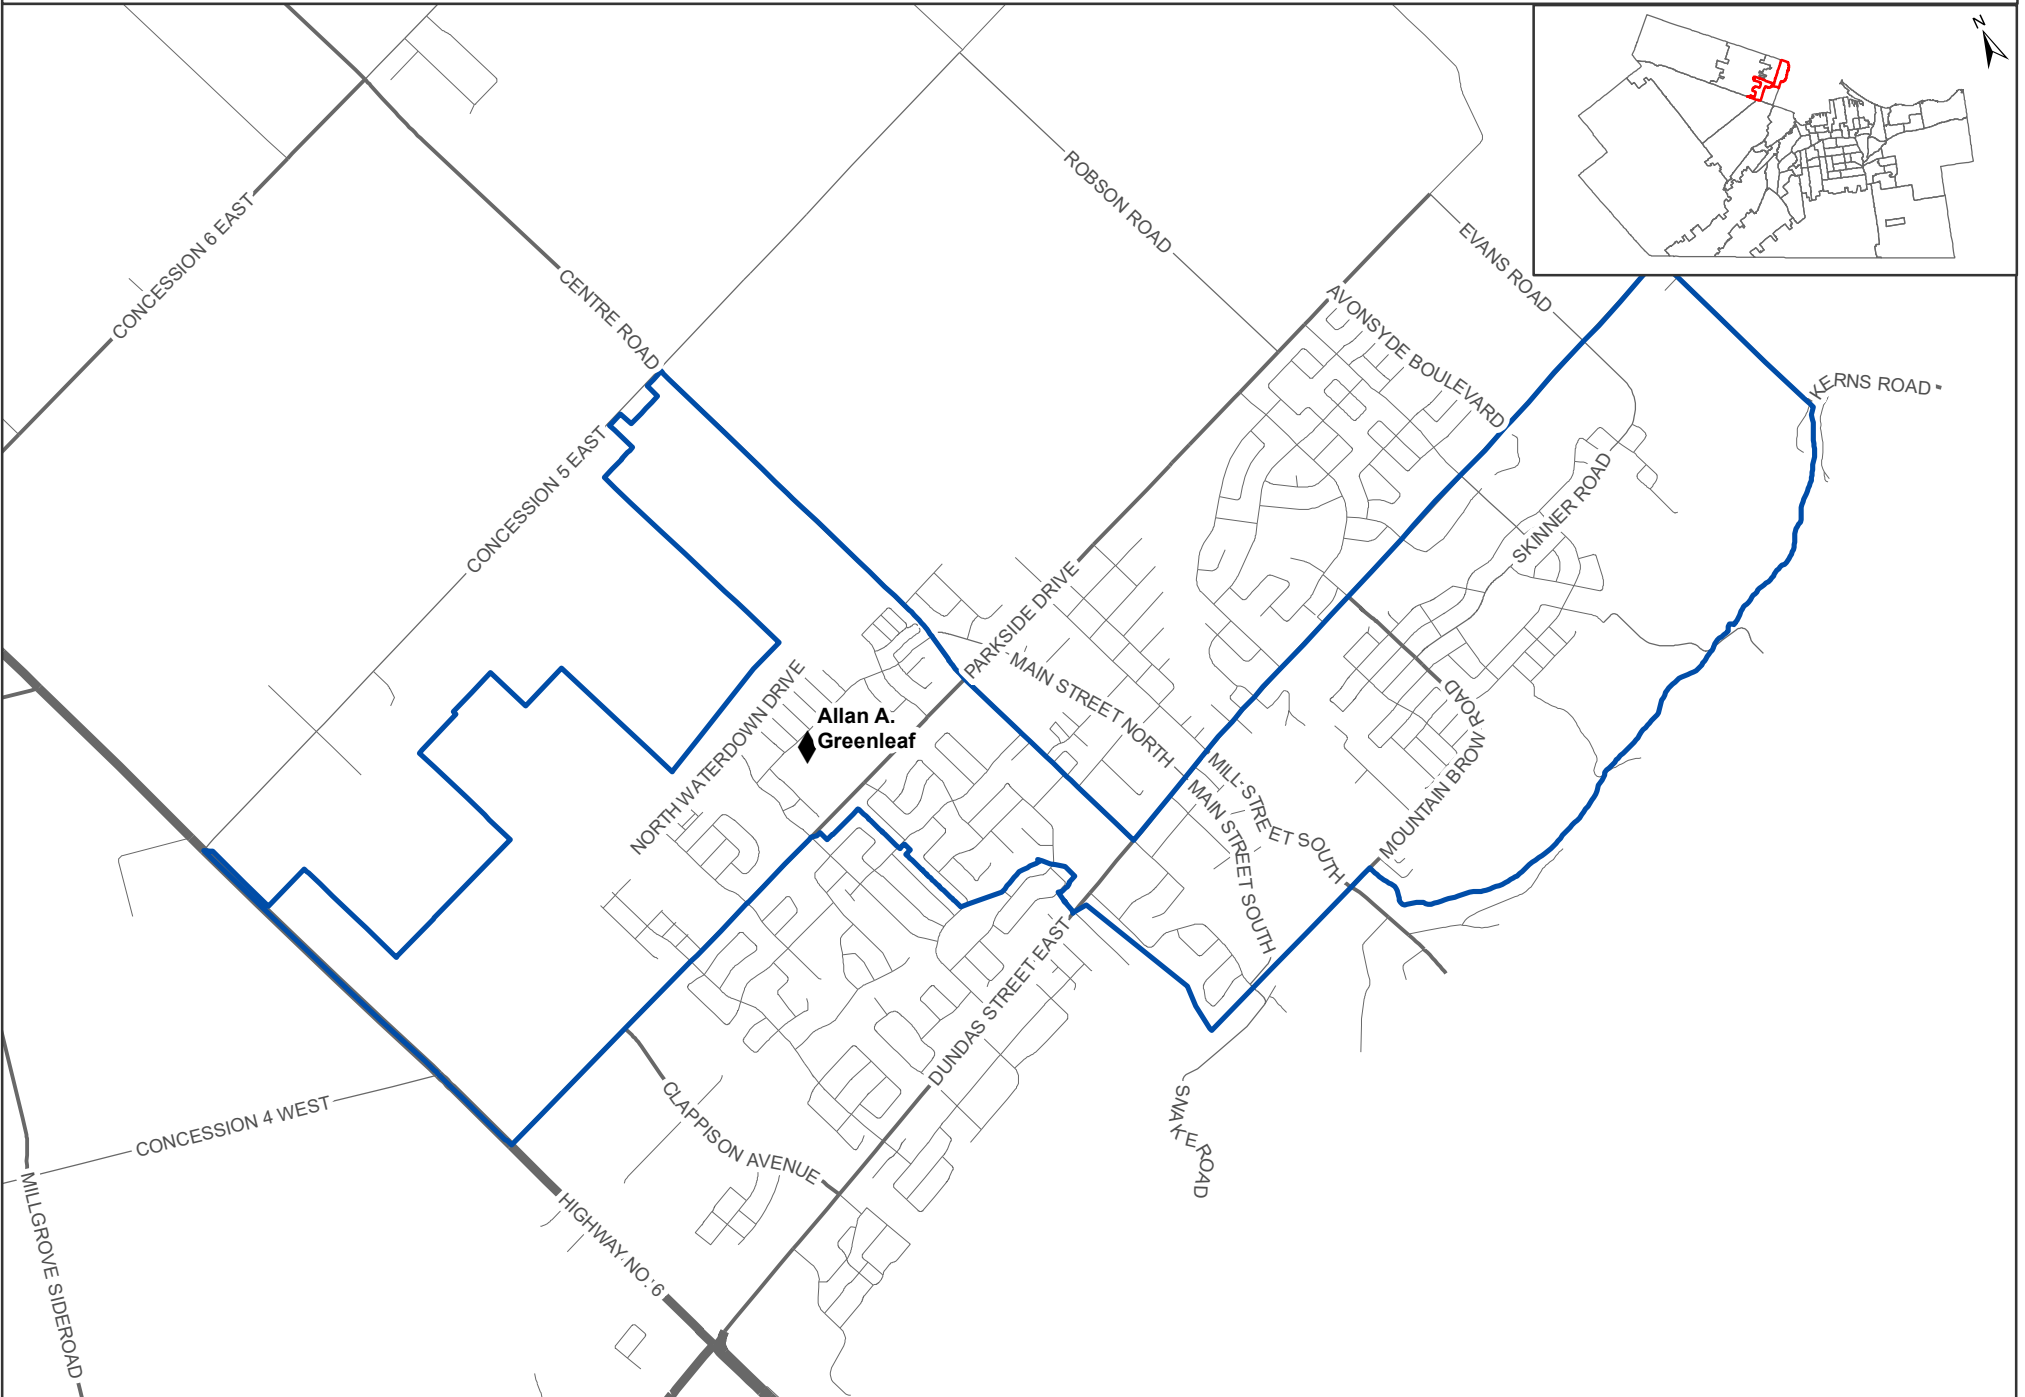 N
ROBSON ROAD
CONCESSION 6 EAST
EVANS ROAD
CENTRE ROAD
AVONSYDE BOULEVARD
KERNS ROAD
CONCESSION 5 EAST
SKINNER ROAD
PARKSIDE DRIVE
MAIN STREET NORTH
NORTH WATERDOWN DRIVE
Allan A.
Greenleaf
MOUNTAIN BROW ROAD
MILL STREET SOUTH
MAIN STREET SOUTH
DUNDAS STREET EAST
CLAPPISON AVENUE
CONCESSION 4 WEST
SNAKE ROAD
HIGHWAY NO. 6
MILLGROVE SIDEROAD